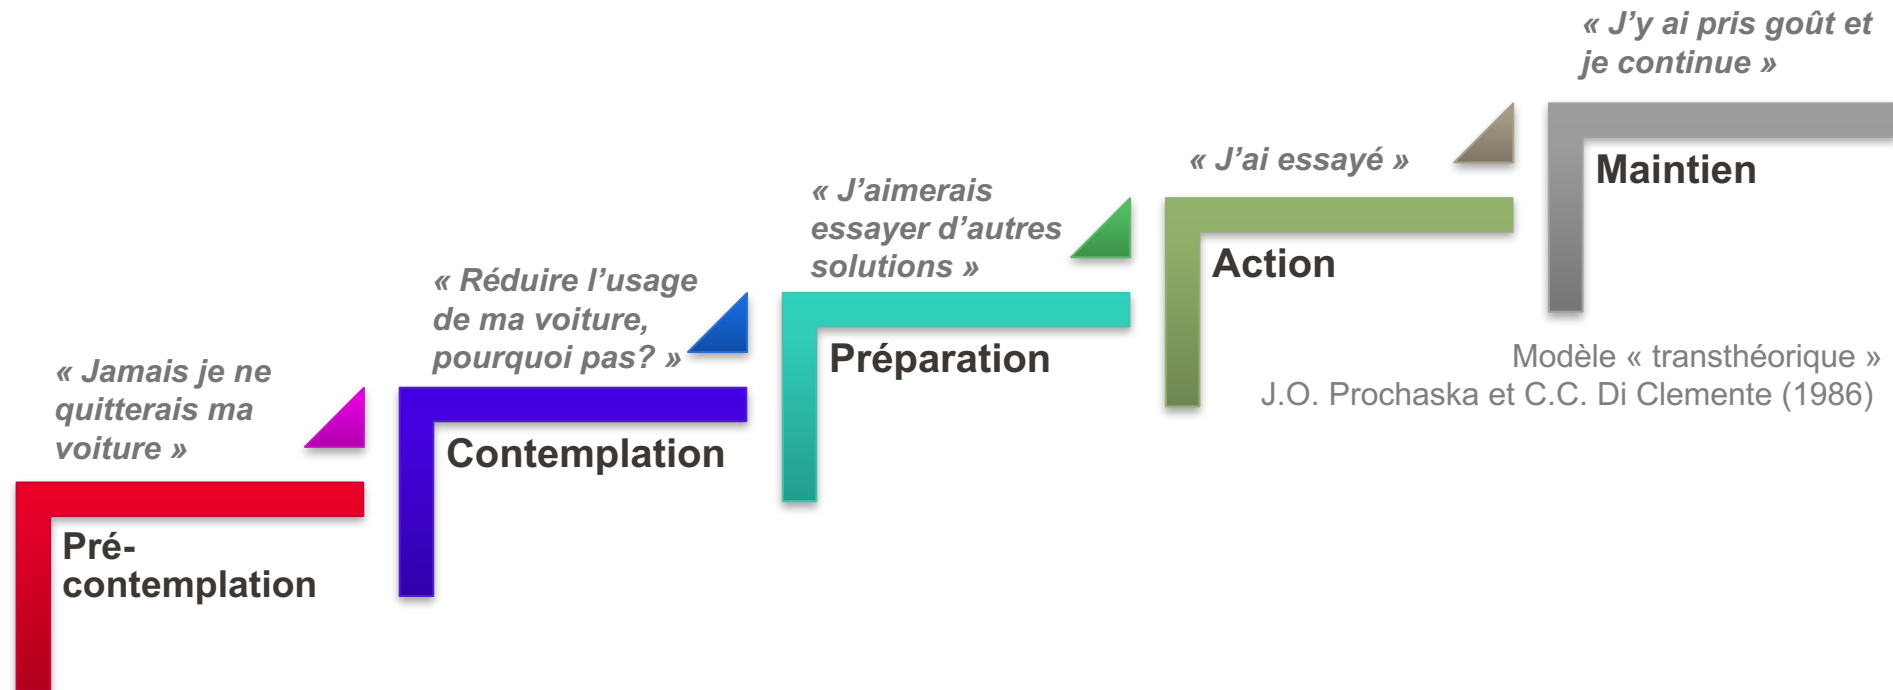 « Jamais je ne
quitterais ma
voiture »
Pré-
contemplation
« Réduire l’usage
de ma voiture,
pourquoi pas? »
Contemplation
« J’aimerais
essayer d’autres
solutions »
Préparation
« J’ai essayé »
Action
« J’y ai pris goût et
je continue »
Maintien
Modèle « transthéorique »
J.O. Prochaska et C.C. Di Clemente (1986)